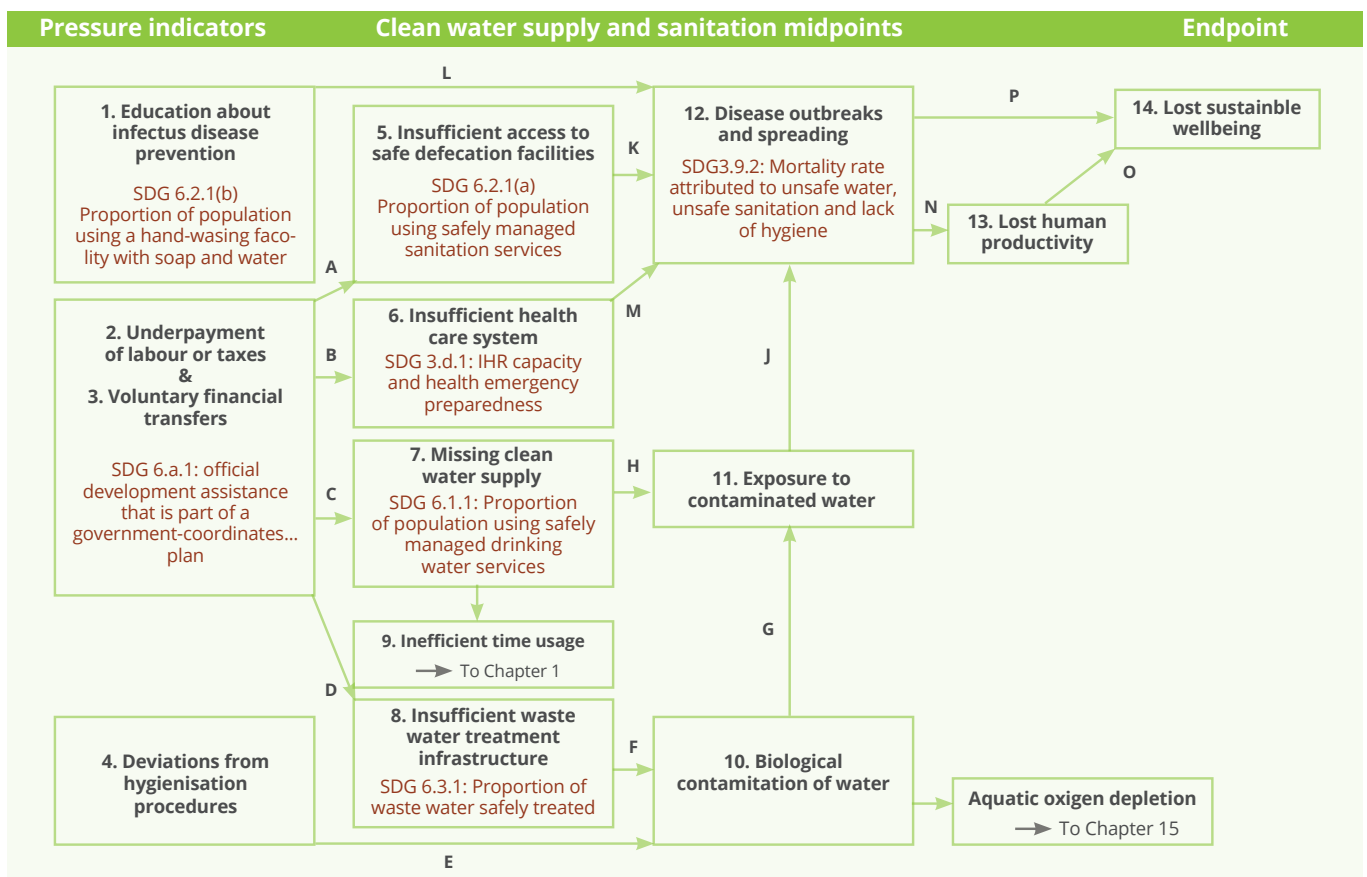 Pressure indicators
Clean water supply and sanitation midpoints
Endpoint
L
1. Education about
infectus disease
prevention
SDG 6.2.1(b)
Proportion of population
using a hand-wasing faco-
lity with soap and water
A
5. Insufficient access to
safe defecation facilities
SDG 6.2.1(a)
Proportion of population
using safely managed
sanitation services
K
12. Disease outbreaks
and spreading
SDG3.9.2: Mortality rate
attributed to unsafe water,
unsafe sanitation and lack
of hygiene
P
14. Lost sustainble
wellbeing
O
N
13. Lost human
productivity
2. Underpayment
of labour or taxes
&
3. Voluntary financial
transfers
SDG 6.a.1: official
development assistance
that is part of a
government-coordinates...
plan
B
6. Insufficient health
care system
SDG 3.d.1: IHR capacity
and health emergency
preparedness
M
J
C
7. Missing clean
water supply
SDG 6.1.1: Proportion
of population using safely
managed drinking
water services
H
11. Exposure to
contaminated water
9. Inefficient time usage
To Chapter 1
G
D
4. Deviations from
hygienisation
procedures
8. Insufficient waste
water treatment
infrastructure
SDG 6.3.1: Proportion of
waste water safely treated
F
10. Biological
contamitation of water
Aquatic oxigen depletion
To Chapter 15
E